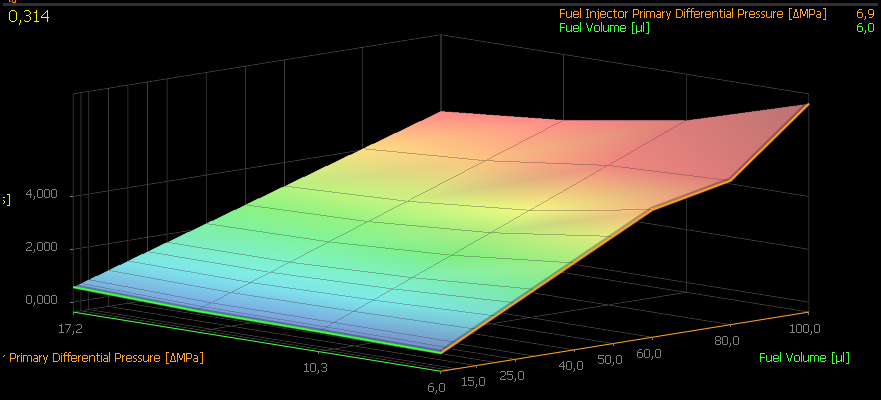 0,314
Fuel Injector Primary Differential Pressure [ΔMPa] 6,9
Fuel Volume [µl] 6,0
4,000
s]
2,000
0,000
17,2
10,3
6,0
15,0
25,0
40,0
50,0
60,0
80,0
100,0
Primary Differential Pressure [ΔMPa]
Fuel Volume [µl]